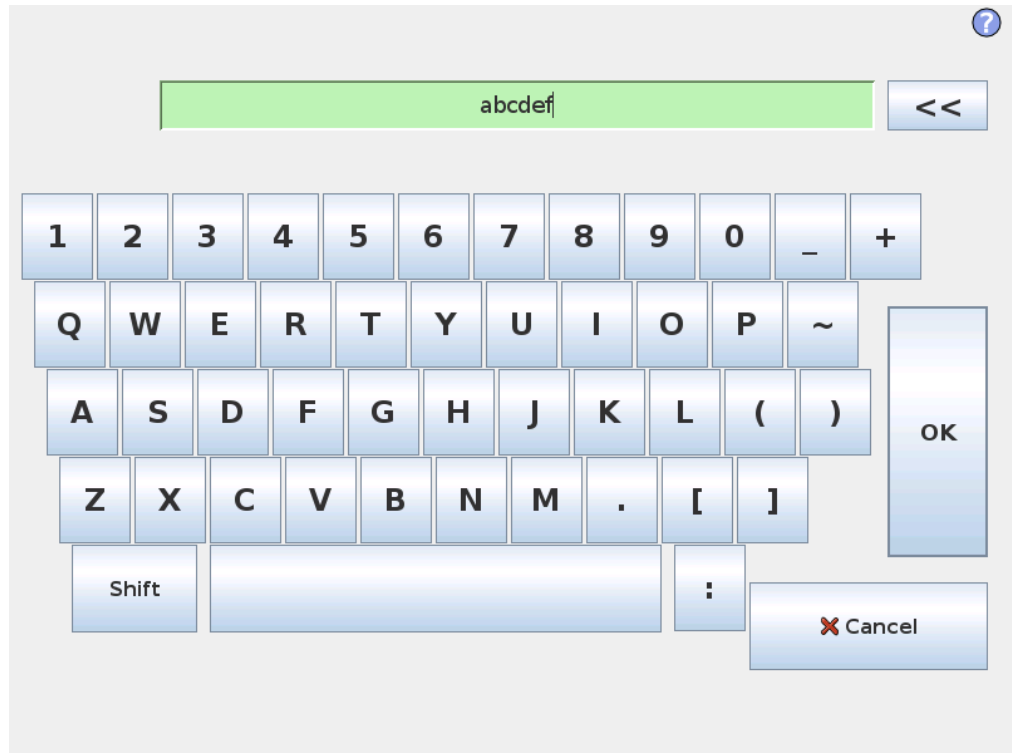 ?
abcdef
<<
1 2 3 4 5 6 7 8 9 0 _ +
Q W E R T Y U I O P ~
A S D F G H J K L ( )
OK
Z X C V B N M . [ ]
Shift :
Cancel